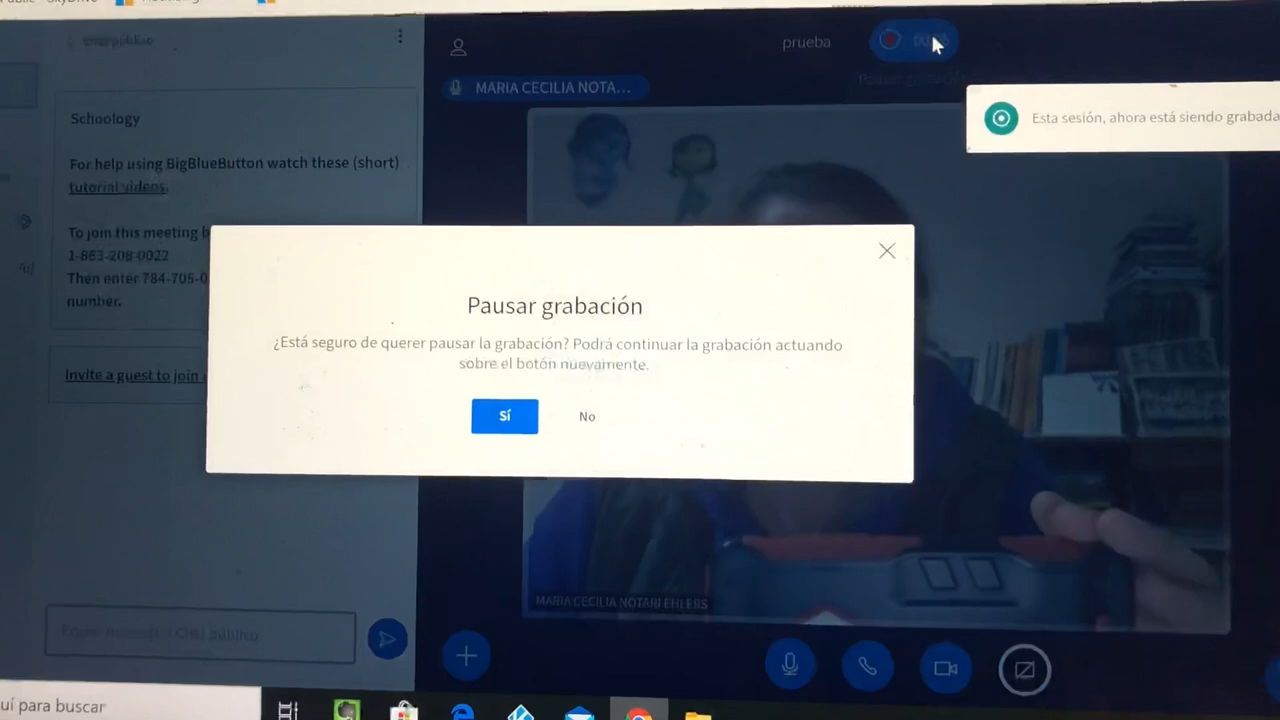 prueba
MARIA CECILIA NOTA...
Esta sesión, ahora está siendo grabada
Schoology
For help using BigBlueButton watch these (short)
tutorial videos.
To join this meeting b
1-863-208-0022
Then enter 784-705-0
number.
Invite a guest to join
Pausar grabación
¿Está seguro de querer pausar la grabación? Podrá continuar la grabación actuando
sobre el botón nuevamente.
Sí
No
MARIA CECILIA NOTARI EHLERS
uí para buscar